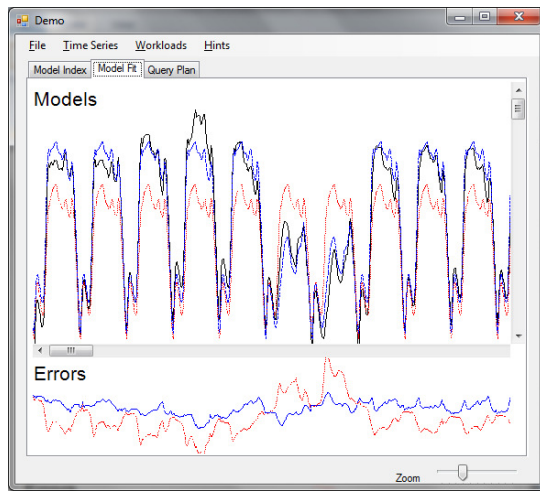 Demo
File Time Series Workloads Hints
Model Index Model Fit Query Plan
Models
Errors
Zoom